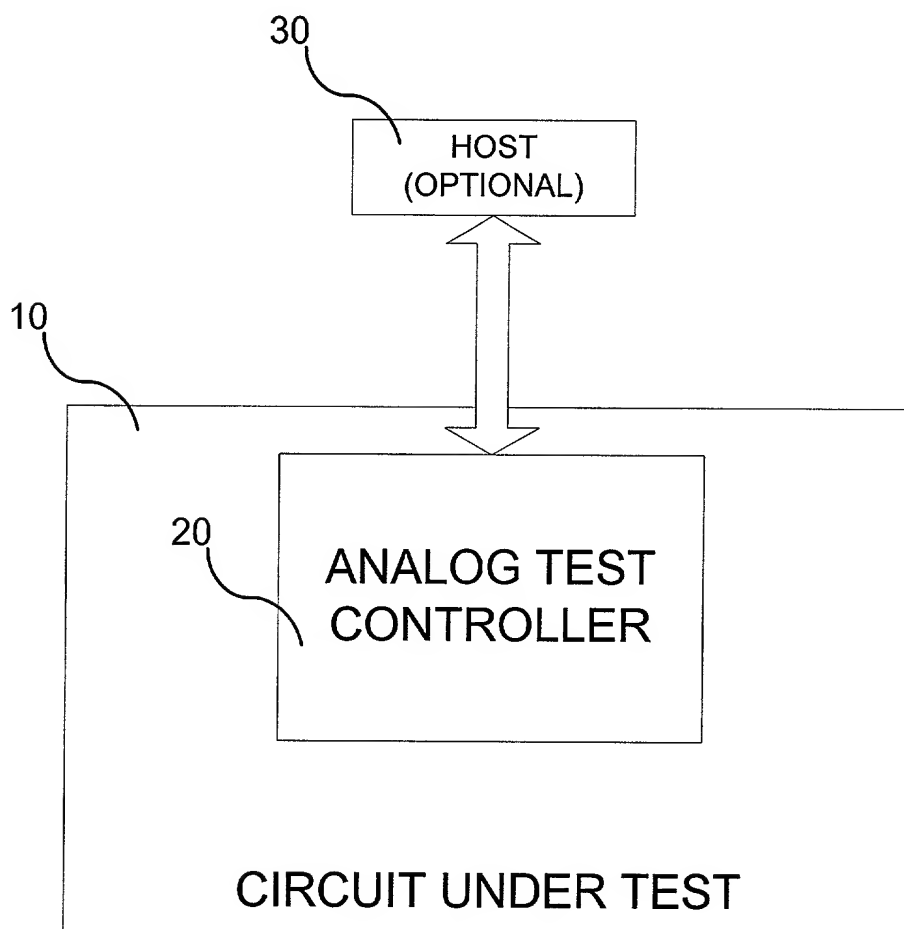 30
HOST
(OPTIONAL)
10
20
ANALOG TEST
CONTROLLER
CIRCUIT UNDER TEST